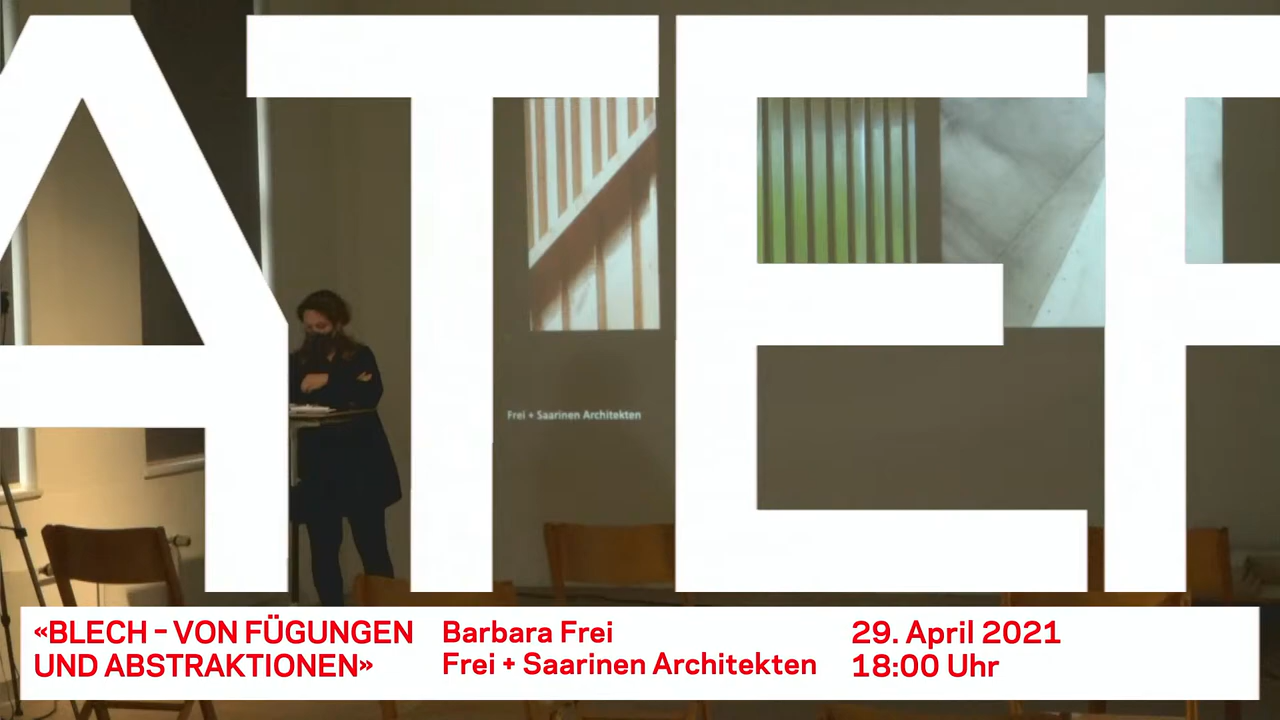 ATER
Frei + Saarinen Architekten
«BLECH – VON FÜGUNGEN
UND ABSTRAKTIONEN»
Barbara Frei
Frei + Saarinen Architekten
29. April 2021
18:00 Uhr